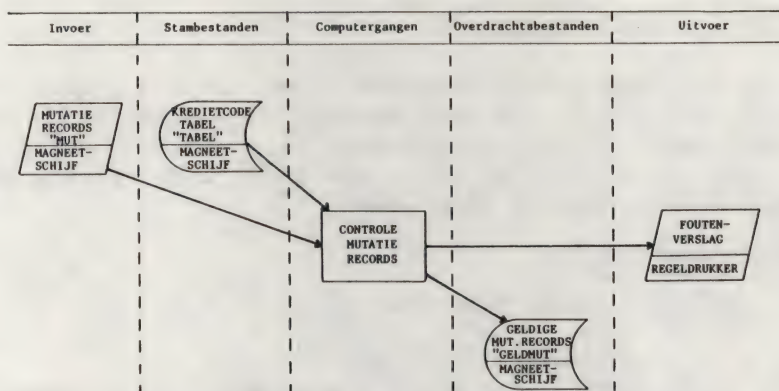 Invoer
Stambestanden
Computergangen
Overdrachtsbestanden
Uitvoer
MUTATIE
RECORDS
"MUT"
MAGNEET-
SCHIJF
KREDIETCODE
TABEL
"TABEL"
MAGNEET-
SCHIJF
CONTROLE
MUTATIE
RECORDS
FOUTEN-
VERSLAG
REGELDRUKKER
GELDIGE
MUT.RECORDS
"GELDMUT"
MAGNEET-
SCHIJF